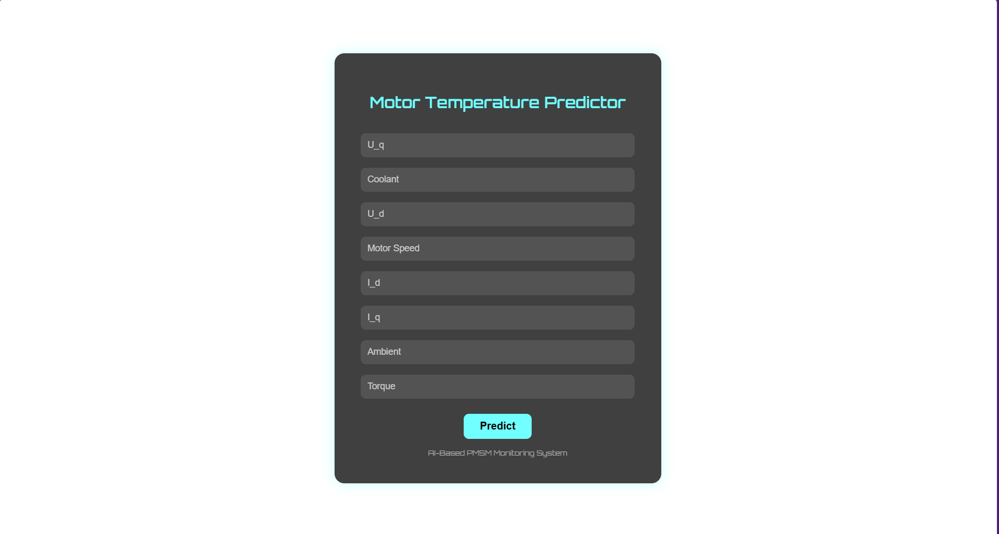 Motor Temperature Predictor
U_q
Coolant
U_d
Motor Speed
I_d
I_q
Ambient
Torque
Predict
AI-Based PMSM Monitoring System